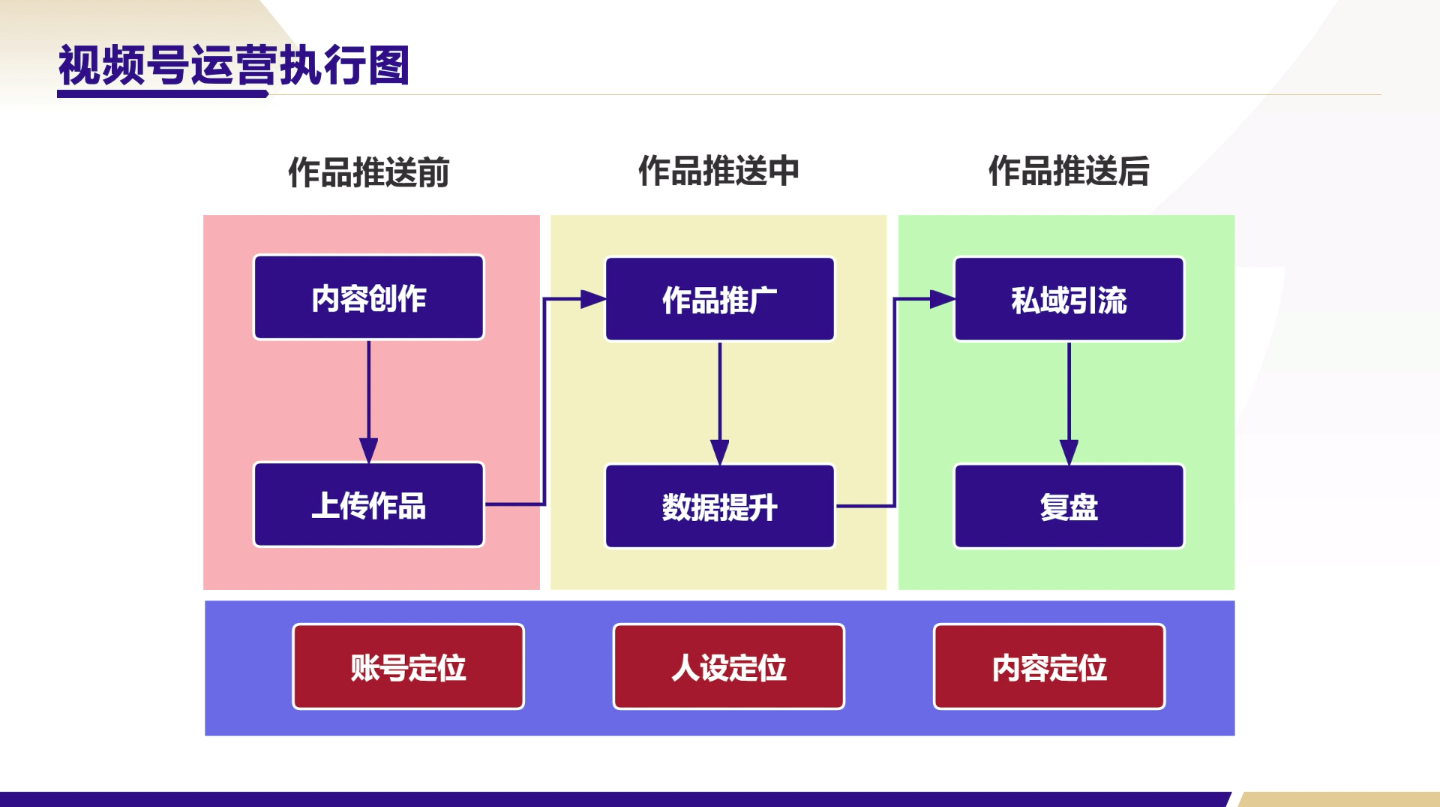 视频号运营执行图
作品推送前
作品推送中
作品推送后
内容创作
作品推广
私域引流
上传作品
数据提升
复盘
账号定位
人设定位
内容定位